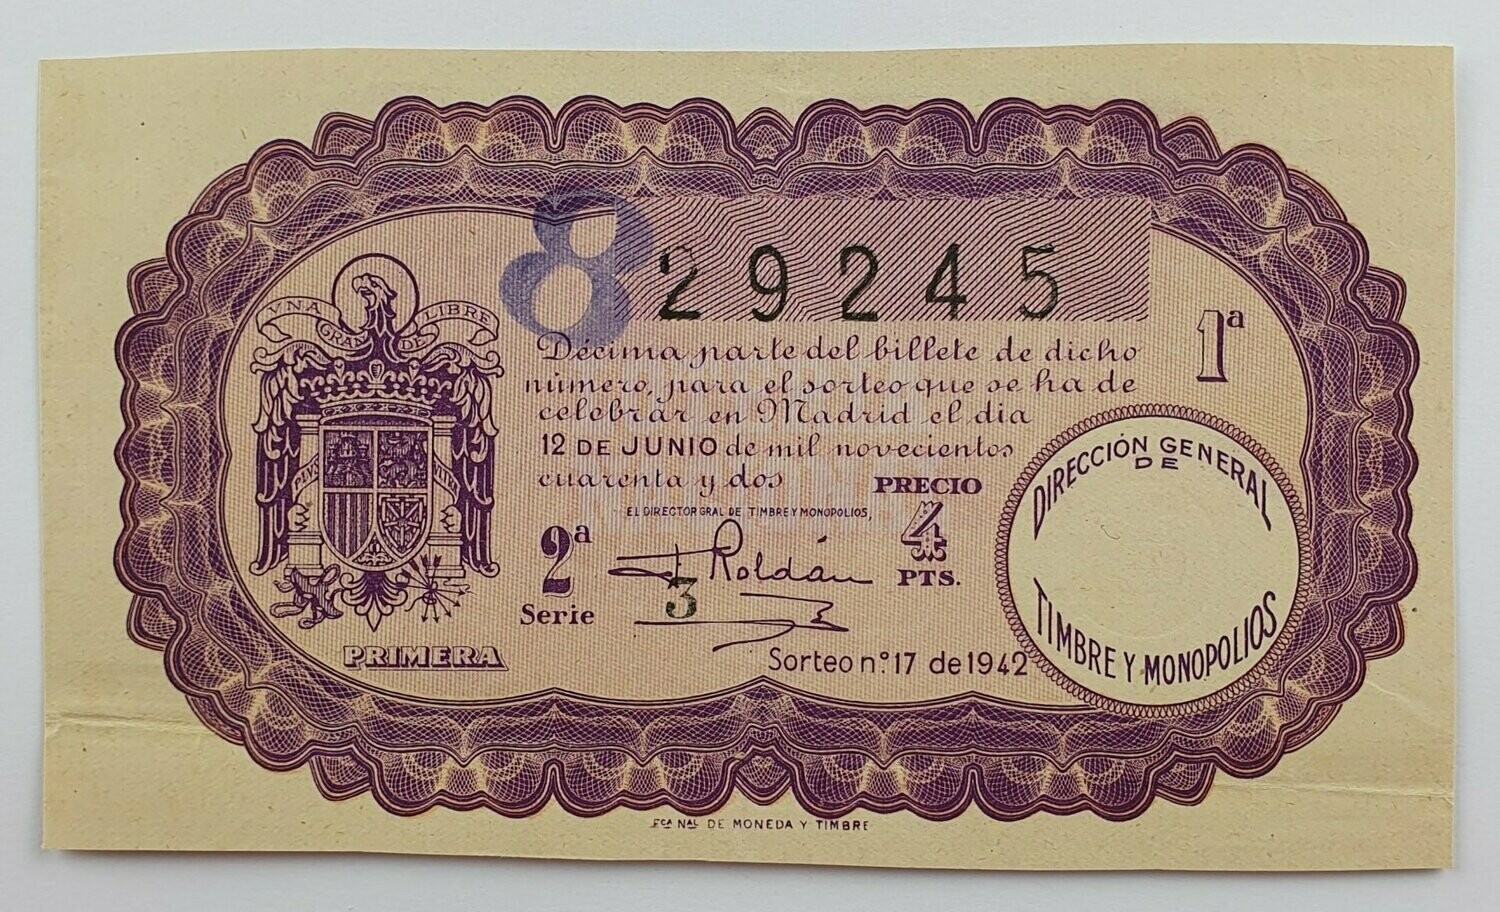 8
29245
1ª
UNA
GRANDE
LIBRE
Décima parte del billete de dicho
número, para el sorteo que se ha de
celebrar en Madrid el dia
12 DE JUNIO de mil novecientos
cuarenta y dos
PRECIO
4
PTS.
EL DIRECTOR GRAL DE TIMBRE Y MONOPOLIOS,
Roldán
3
2ª
Serie
PRIMERA
Sorteo n.º 17 de 1942
DIRECCIÓN GENERAL
DE
TIMBRE Y MONOPOLIOS
FCA NAL DE MONEDA Y TIMBRE